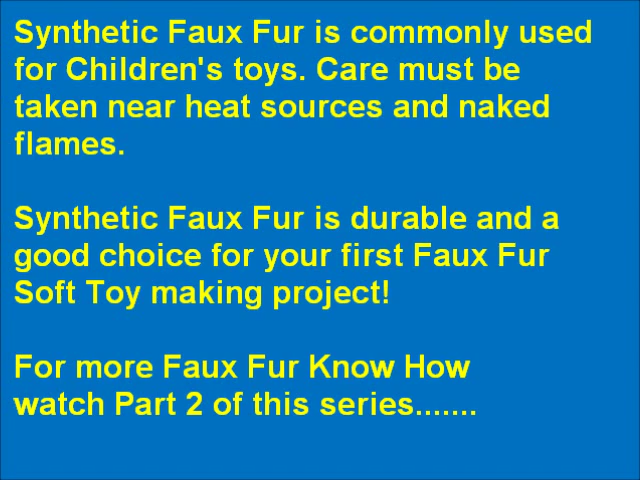 Synthetic Faux Fur is commonly used
for Children's toys. Care must be
taken near heat sources and naked
flames.
Synthetic Faux Fur is durable and a
good choice for your first Faux Fur
Soft Toy making project!
For more Faux Fur Know How
watch Part 2 of this series.......